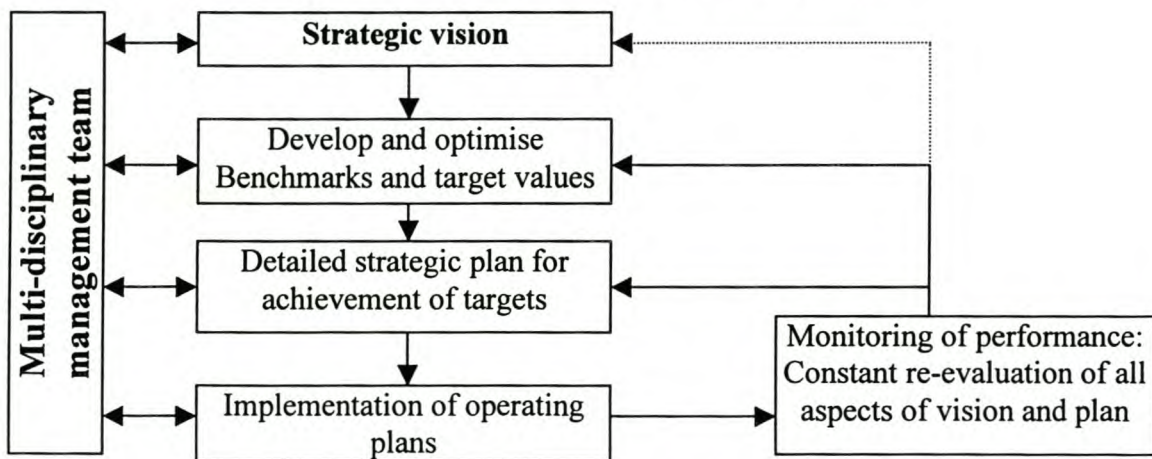 Multi-disciplinary
management team
Strategic vision
Develop and optimise
Benchmarks and target values
Detailed strategic plan for
achievement of targets
Implementation of operating
plans
Monitoring of performance:
Constant re-evaluation of all
aspects of vision and plan